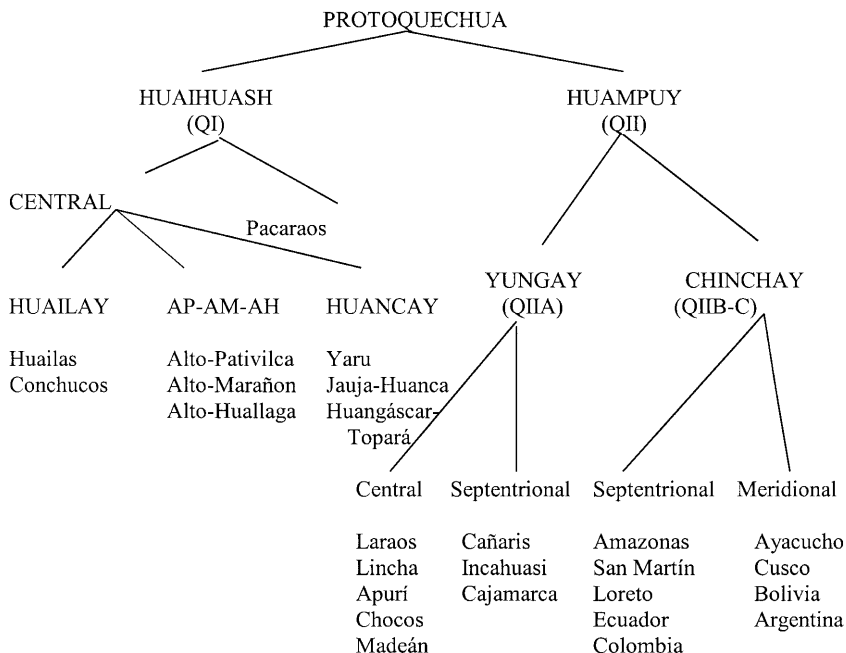 PROTOQUECHUA
HUAIHUASH
(QI)
HUAMPUY
(QII)
CENTRAL
Pacaraos
HUAILAY
AP-AM-AH
HUANCAY
YUNGAY
(QIIA)
CHINCHAY
(QIIB-C)
Huailas
Conchucos
Alto-Pativilca
Alto-Marañon
Alto-Huallaga
Yaru
Jauja-Huanca
Huangáscar-
Topará
Central
Laraos
Lincha
Apurí
Chocos
Madeán
Septentrional
Cañaris
Incahuasi
Cajamarca
Septentrional
Amazonas
San Martín
Loreto
Ecuador
Colombia
Meridional
Ayacucho
Cusco
Bolivia
Argentina